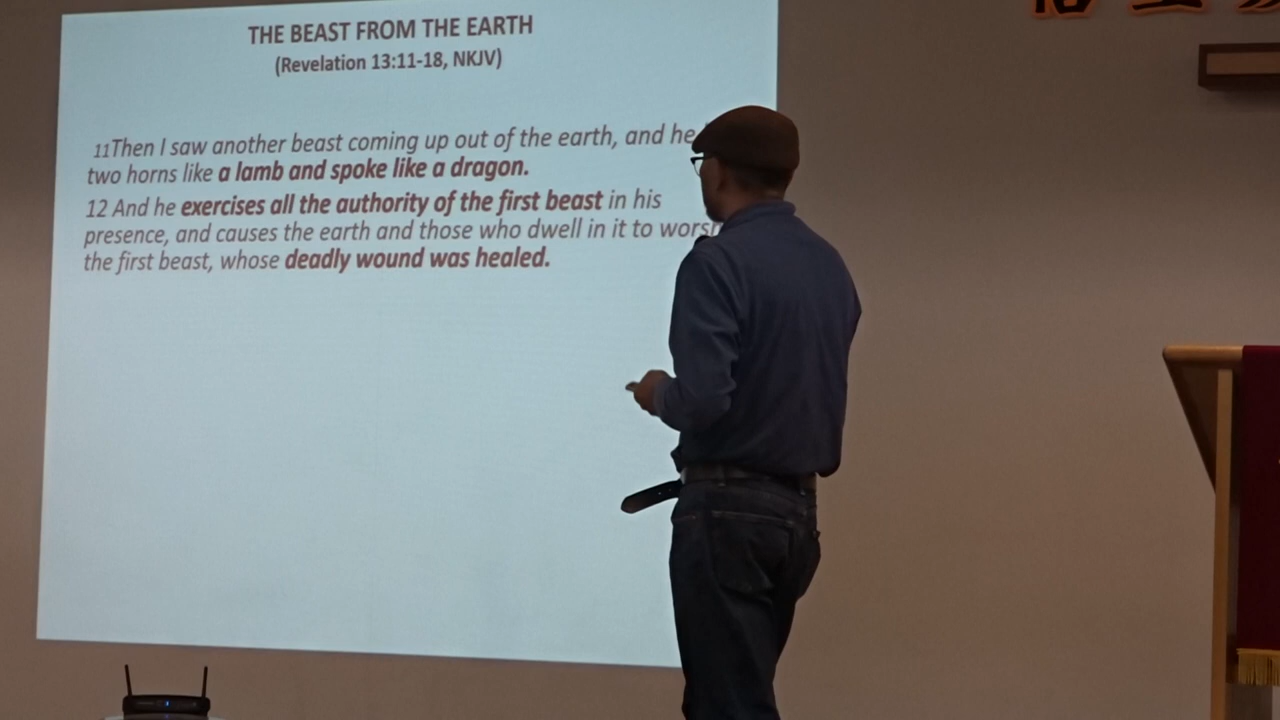 THE BEAST FROM THE EARTH
(Revelation 13:11-18, NKJV)
11Then I saw another beast coming up out of the earth, and he
two horns like a lamb and spoke like a dragon.
12 And he exercises all the authority of the first beast in his
presence, and causes the earth and those who dwell in it to
the first beast, whose deadly wound was healed.